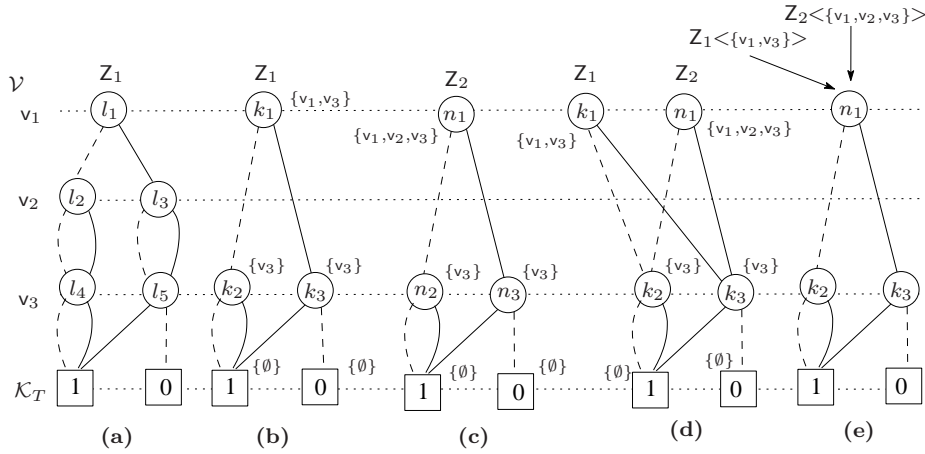 Z₂<{v₁,v₂,v₃}>
Z₁<{v₁,v₃}>
𝒱 Z₁ Z₁ Z₂ Z₁ Z₂
v₁ l₁ k₁ {v₁,v₃} n₁ k₁ n₁ n₁
{v₁,v₂,v₃} {v₁,v₃} {v₁,v₂,v₃}
v₂ l₂ l₃
{v₃} {v₃} {v₃} {v₃} {v₃} {v₃}
v₃ l₄ l₅ k₂ k₃ n₂ n₃ k₂ k₃ k₂ k₃
{∅} {∅} {∅} {∅} {∅} {∅}
𝒦_T 1 0 1 0 1 0 1 0 1 0
(a) (b) (c) (d) (e)